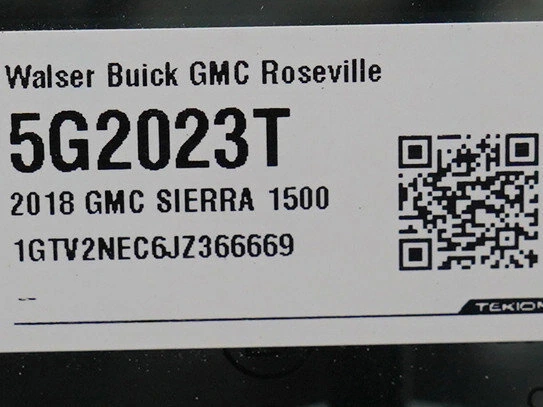 Walser Buick GMC Roseville
5G2023T
2018 GMC SIERRA 1500
1GTV2NEC6JZ366669
--
TEKION